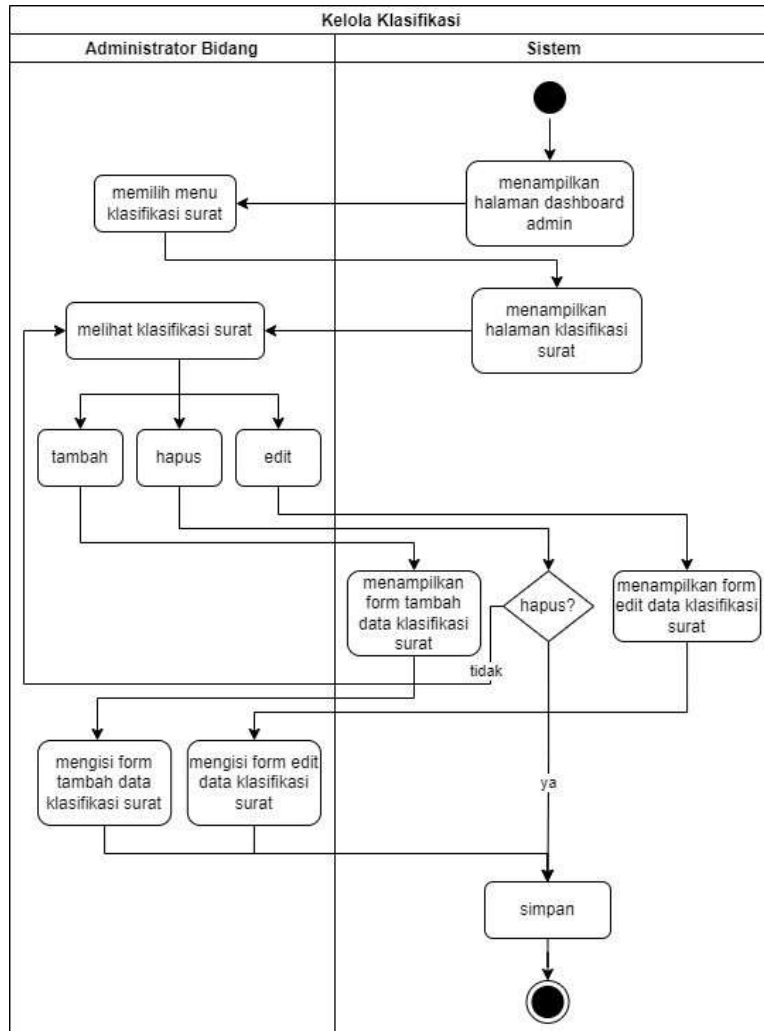 Kelola Klasifikasi
Administrator Bidang
Sistem
menampilkan
halaman dashboard
admin
memilih menu
klasifikasi surat
menampilkan
halaman klasifikasi
surat
melihat klasifikasi surat
tambah
hapus
edit
menampilkan
form tambah
data klasifikasi
surat
hapus?
menampilkan form
edit data klasifikasi
surat
tidak
mengisi form
tambah data
klasifikasi surat
mengisi form edit
data klasifikasi
surat
ya
simpan